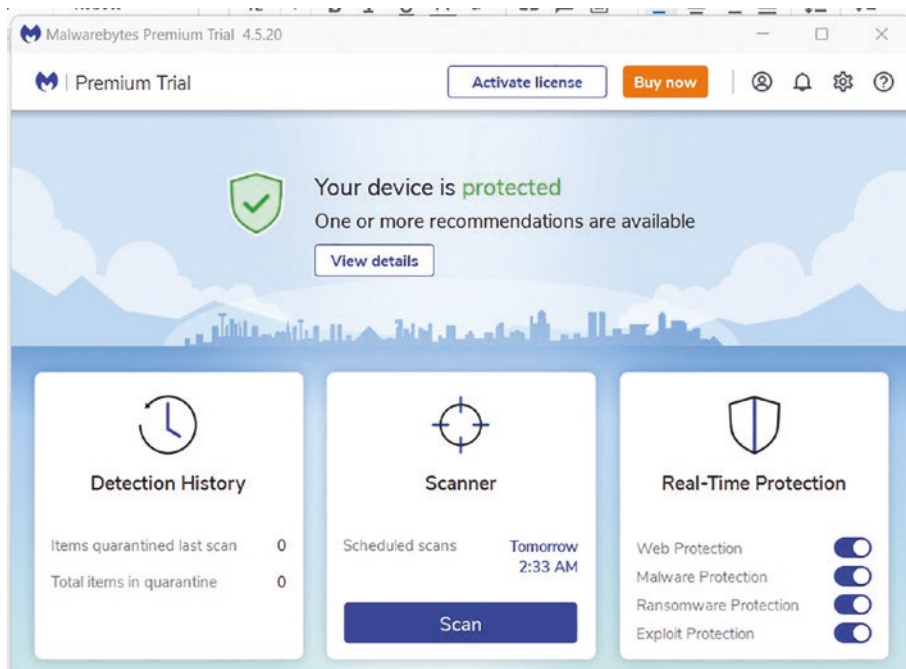 Malwarebytes Premium Trial 4.5.20
Premium Trial
Activate license
Buy now
Your device is protected
One or more recommendations are available
View details
Detection History
Items quarantined last scan 0
Total items in quarantine 0
Scanner
Scheduled scans Tomorrow
2:33 AM
Scan
Real-Time Protection
Web Protection
Malware Protection
Ransomware Protection
Exploit Protection